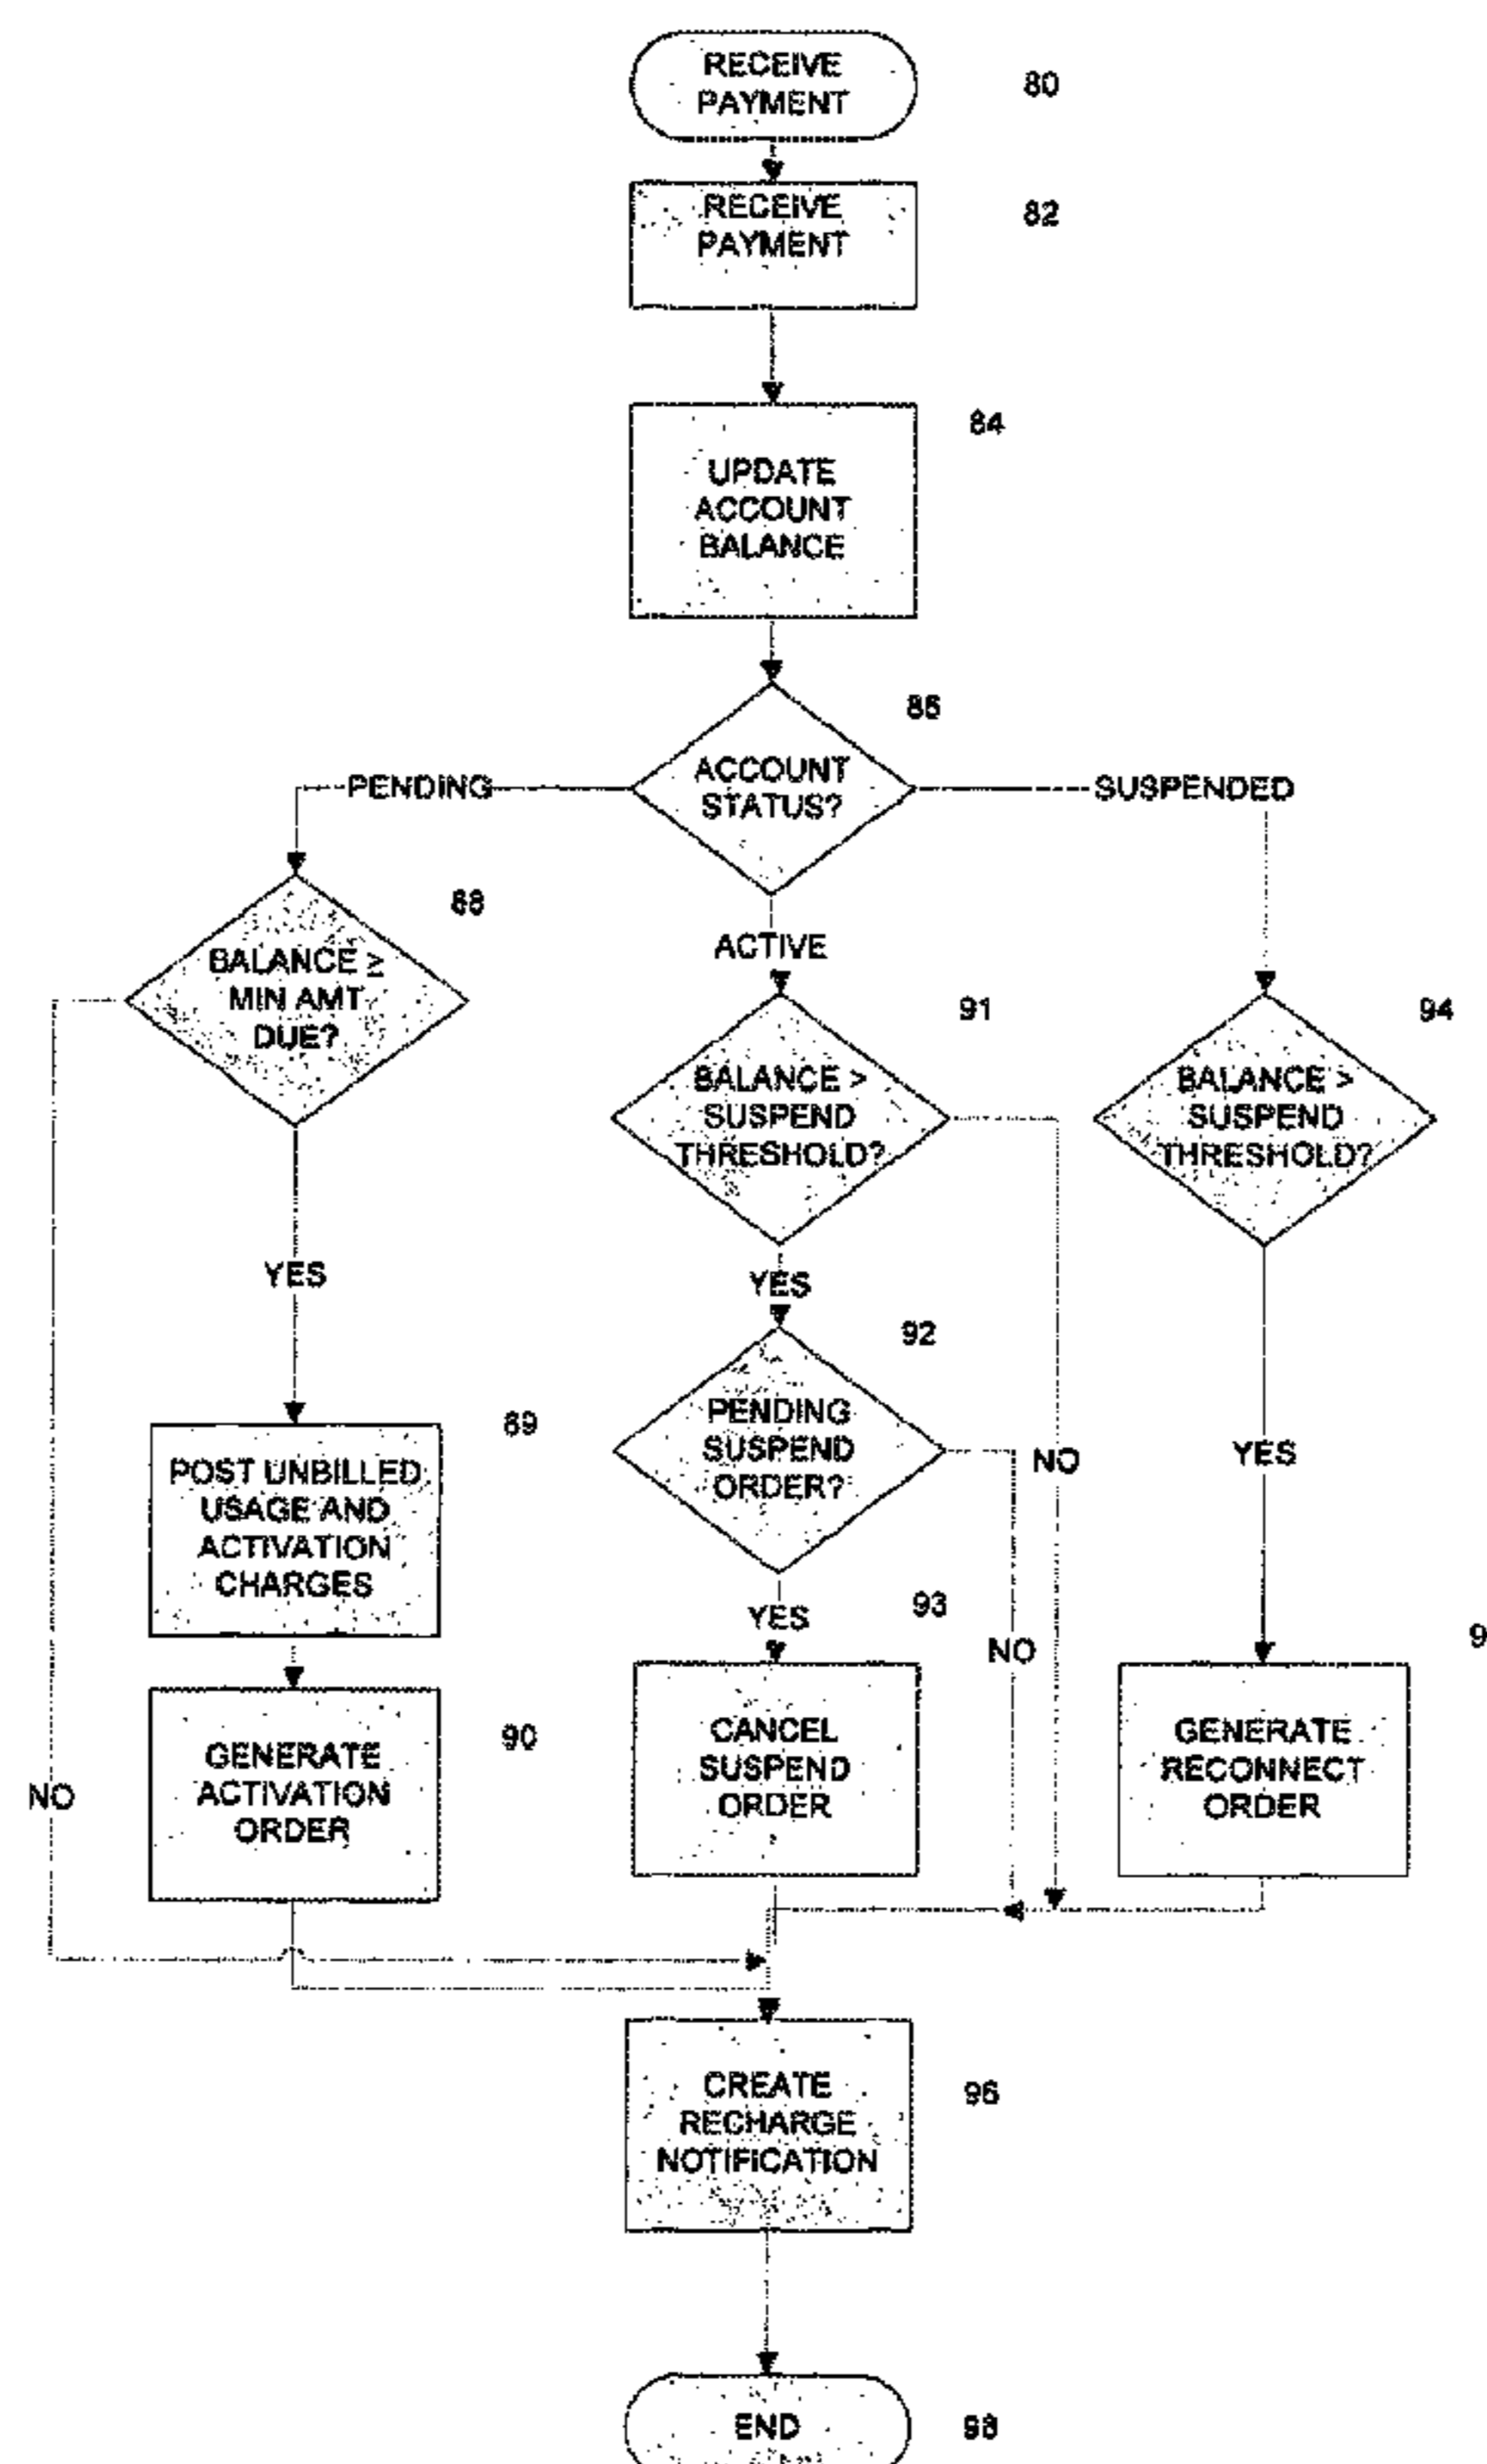 RECEIVE
PAYMENT
80
RECEIVE
PAYMENT
82
84
UPDATE
ACCOUNT
BALANCE
86
ACCOUNT
STATUS?
PENDING
SUSPENDED
ACTIVE
88
BALANCE ≥
MIN AMT
DUE?
91
BALANCE >
SUSPEND
THRESHOLD?
94
BALANCE >
SUSPEND
THRESHOLD?
YES
YES
92
PENDING
SUSPEND
ORDER?
NO
YES
89
POST UNBILLED
USAGE AND
ACTIVATION
CHARGES
YES
93
NO
9
90
GENERATE
ACTIVATION
ORDER
CANCEL
SUSPEND
ORDER
GENERATE
RECONNECT
ORDER
NO
CREATE
RECHARGE
NOTIFICATION
96
END
98